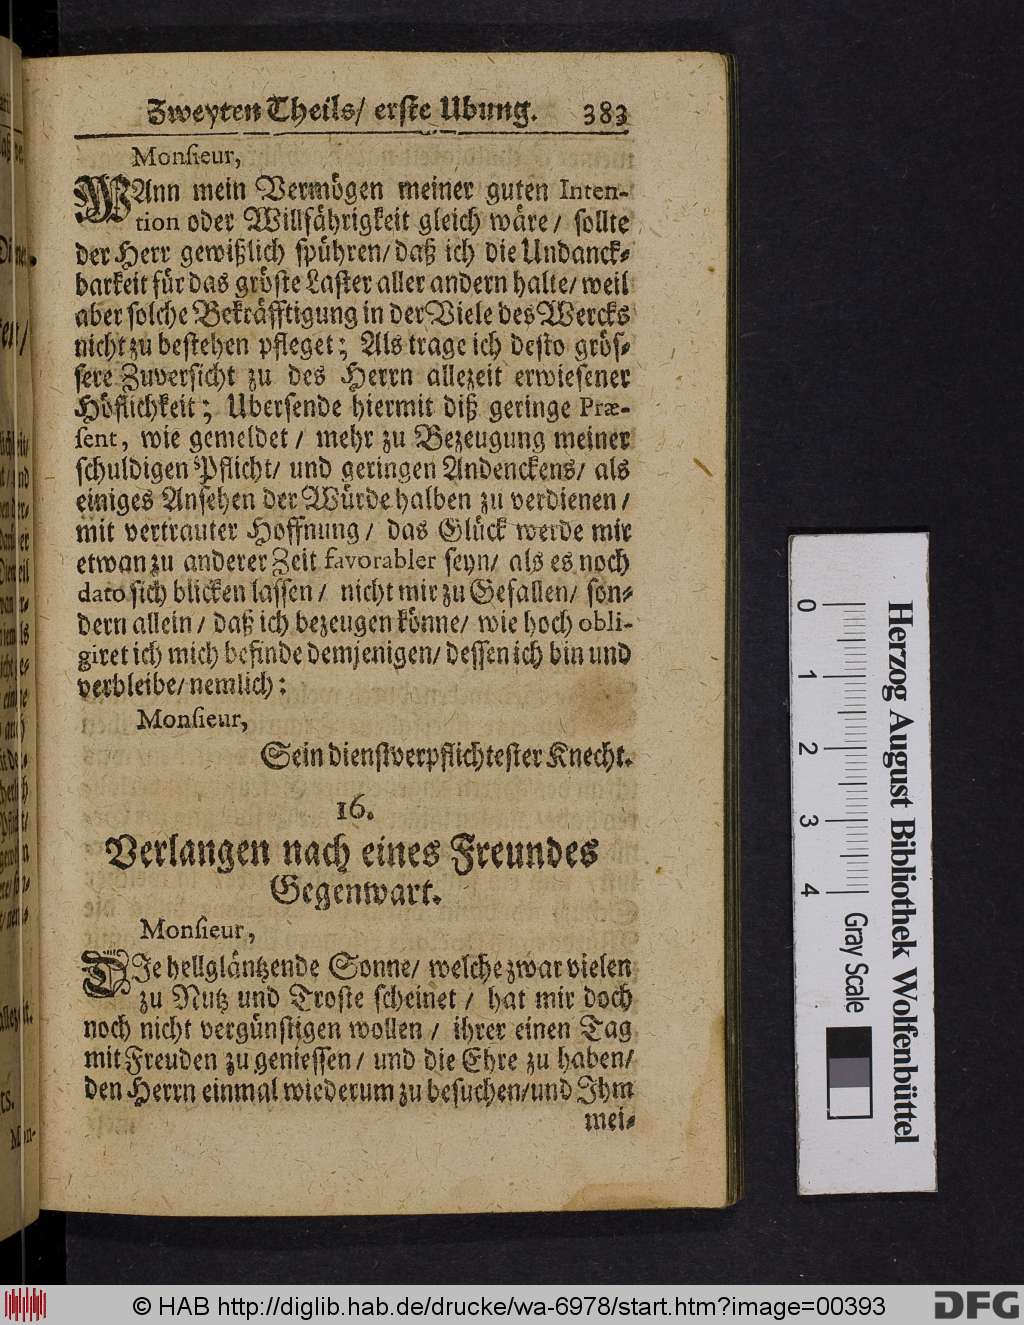 Zweyten Theils/ erste Ubung. 383
Monſieur,
WAnn mein Vermögen meiner guten Inten-
tion oder Willfährigkeit gleich wäre/ sollte
der Herr gewißlich spühren/ daß ich die Undanck-
barkeit für das gröste Laster aller andern halte/ weil
aber solche Bekräfftigung in der Viele des Wercks
nicht zu bestehen pfleget; Als trage ich desto grös-
sere Zuversicht zu des Herrn allezeit erwiesener
Höflichkeit; Ubersende hiermit diß geringe Præ-
ſent, wie gemeldet/ mehr zu Bezeugung meiner
schuldigen Pflicht/ und geringen Andenckens/ als
einiges Ansehen der Würde halben zu verdienen/
mit vertrauter Hoffnung/ das Glück werde mir
etwan zu anderer Zeit favorabler seyn/ als es noch
dato sich blicken lassen/ nicht mir zu Gefallen/ son-
dern allein/ daß ich bezeugen könne/ wie hoch obli-
giret ich mich befinde demjenigen/ dessen ich bin und
verbleibe/ nemlich:
Monſieur,
Sein dienstverpflichtester Knecht.
16.
Verlangen nach eines Freundes
Gegenwart.
Monſieur,
DIe hellgläntzende Sonne/ welche zwar vielen
zu Nutz und Troste scheinet/ hat mir doch
noch nicht vergünstigen wollen/ ihrer einen Tag
mit Freuden zu geniessen/ und die Ehre zu haben/
den Herrn einmal wiederum zu besuchen/ und Ihm
mei-
Herzog August Bibliothek Wolfenbüttel
0 1 2 3 4 Gray Scale
© HAB http://diglib.hab.de/drucke/wa-6978/start.htm?image=00393
DFG